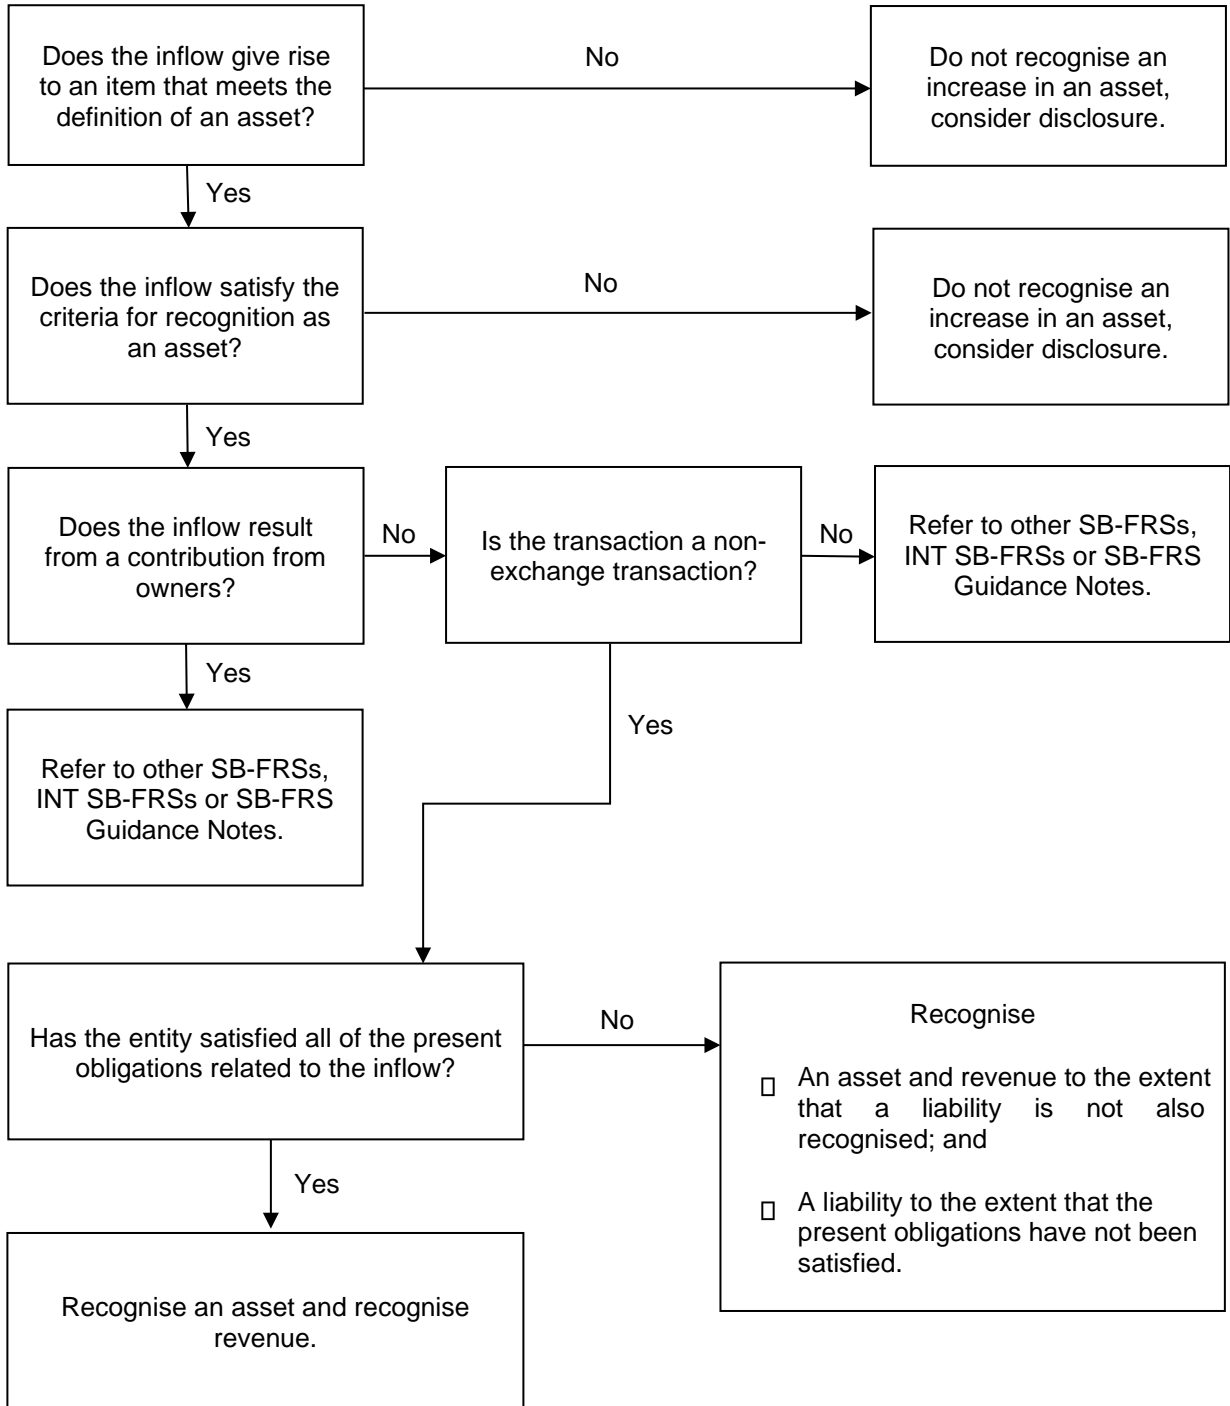 Does the inflow give rise
to an item that meets the
definition of an asset?
No
Do not recognise an
increase in an asset,
consider disclosure.
Yes
Does the inflow satisfy the
criteria for recognition as
an asset?
No
Do not recognise an
increase in an asset,
consider disclosure.
Yes
Does the inflow result
from a contribution from
owners?
No
Is the transaction a non-
exchange transaction?
No
Refer to other SB-FRSs,
INT SB-FRSs or SB-FRS
Guidance Notes.
Yes
Refer to other SB-FRSs,
INT SB-FRSs or SB-FRS
Guidance Notes.
Yes
Has the entity satisfied all of the present
obligations related to the inflow?
No
Recognise
An asset and revenue to the extent
that a liability is not also
recognised; and
A liability to the extent that the
present obligations have not been
satisfied.
Yes
Recognise an asset and recognise
revenue.